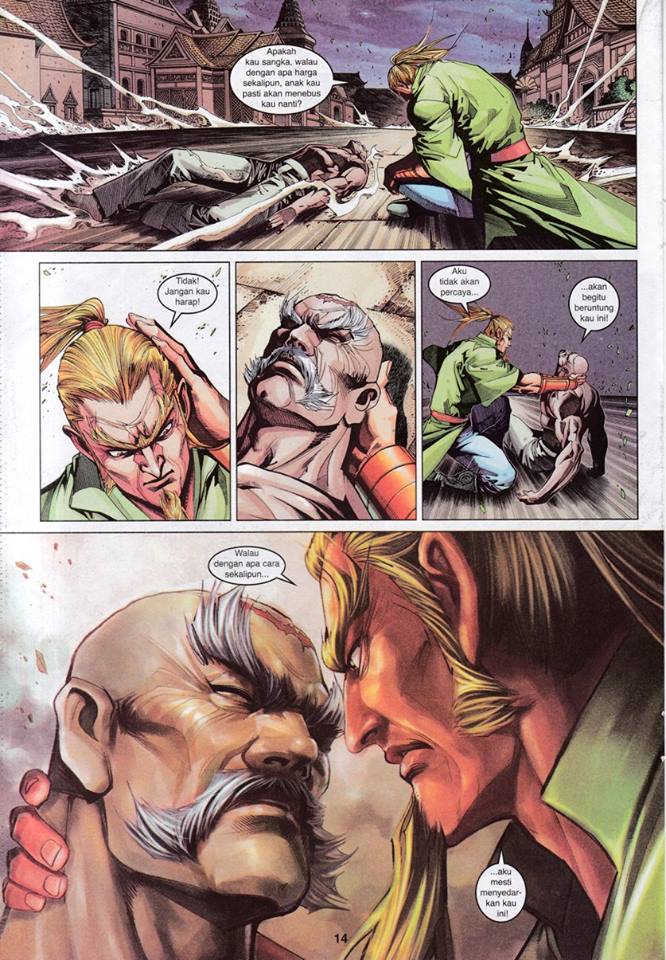 Apakah
kau sangka, walau
dengan apa harga
sekalipun, anak kau
pasti akan menebus
kau nanti?
Tidak!
Jangan kau
harap!
Aku
tidak akan
percaya...
...akan
begitu
beruntung
kau ini!
Walau
dengan apa cara
sekalipun...
...aku
mesti
menyedar-
kan kau
ini!
14